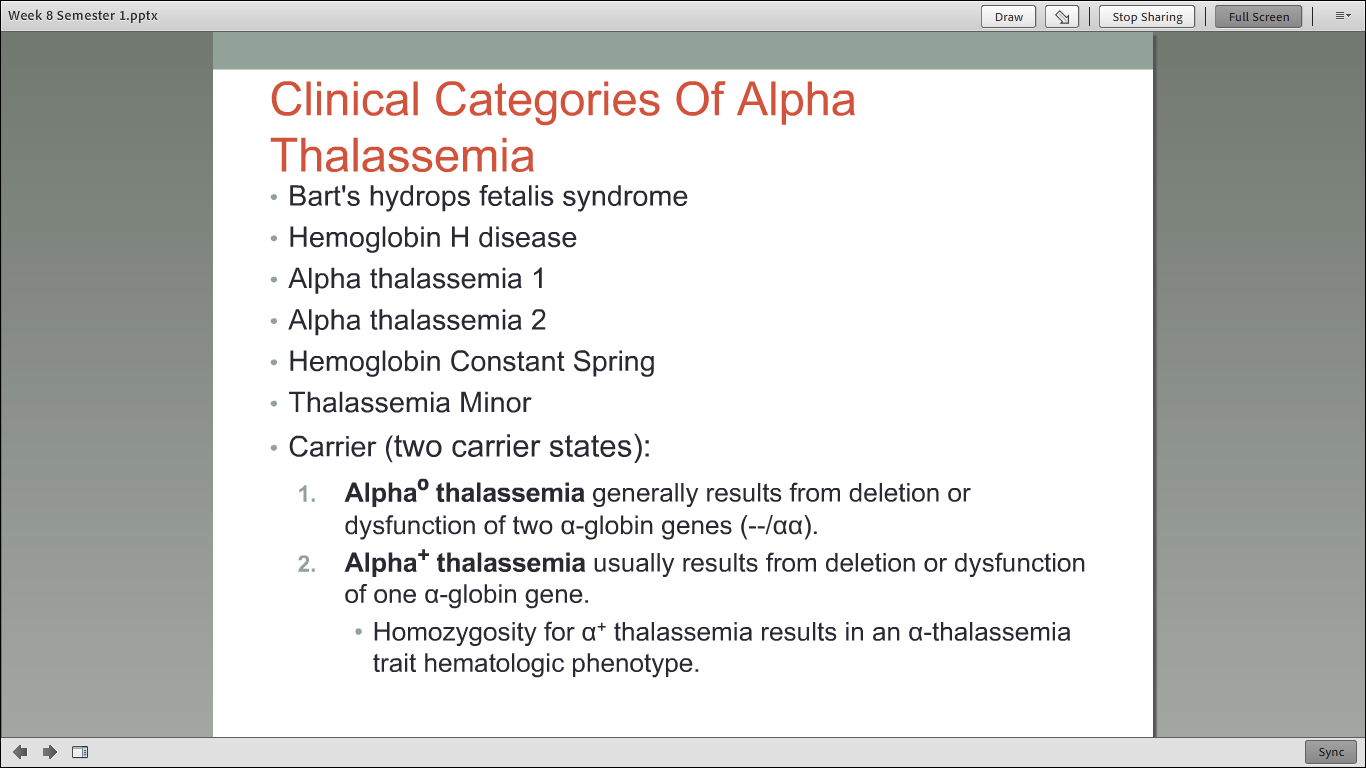 Week 8 Semester 1.pptx
Draw
Stop Sharing
Full Screen
Clinical Categories Of Alpha
Thalassemia
• Bart's hydrops fetalis syndrome
• Hemoglobin H disease
• Alpha thalassemia 1
• Alpha thalassemia 2
• Hemoglobin Constant Spring
• Thalassemia Minor
• Carrier (two carrier states):
1. Alpha⁰ thalassemia generally results from deletion or
dysfunction of two α-globin genes (--/αα).
2. Alpha⁺ thalassemia usually results from deletion or dysfunction
of one α-globin gene.
• Homozygosity for α⁺ thalassemia results in an α-thalassemia
trait hematologic phenotype.
Sync